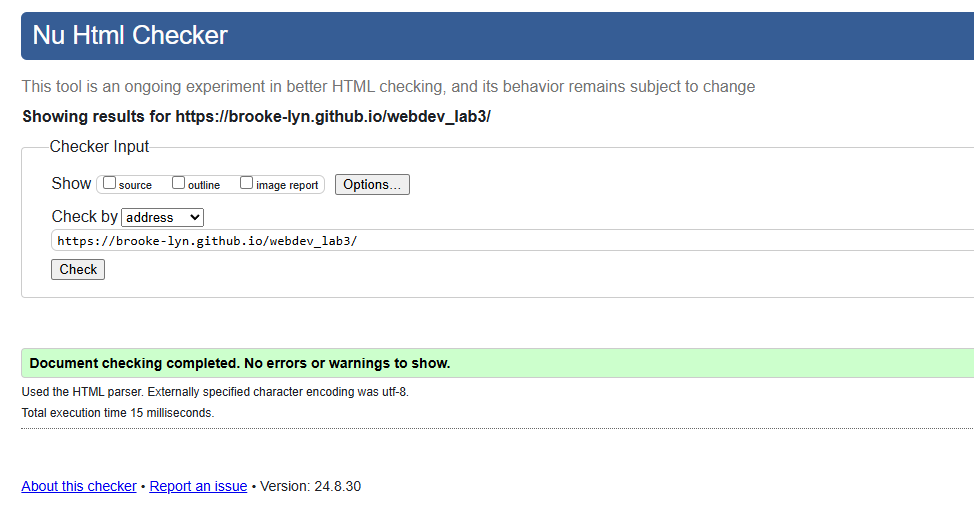 Nu Html Checker
This tool is an ongoing experiment in better HTML checking, and its behavior remains subject to change
Showing results for https://brooke-lyn.github.io/webdev_lab3/
Checker Input
Show source outline image report Options...
Check by address
https://brooke-lyn.github.io/webdev_lab3/
Check
Document checking completed. No errors or warnings to show.
Used the HTML parser. Externally specified character encoding was utf-8.
Total execution time 15 milliseconds.
About this checker • Report an issue • Version: 24.8.30